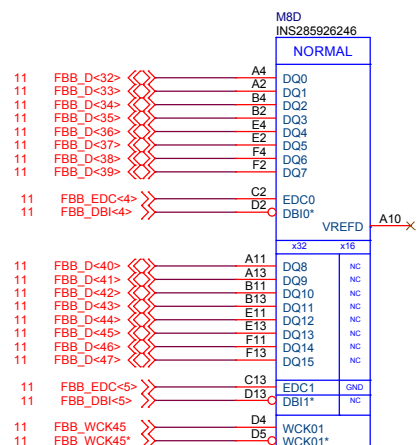 M8D
INS285926246
NORMAL
11 FBB_D<32> A4 DQ0
11 FBB_D<33> A2 DQ1
11 FBB_D<34> B4 DQ2
11 FBB_D<35> B2 DQ3
11 FBB_D<36> E4 DQ4
11 FBB_D<37> E2 DQ5
11 FBB_D<38> F4 DQ6
11 FBB_D<39> F2 DQ7
11 FBB_EDC<4> C2 EDC0
11 FBB_DBI<4> D2 DBI0*
VREFD A10
x32 x16
11 FBB_D<40> A11 DQ8 NC
11 FBB_D<41> A13 DQ9 NC
11 FBB_D<42> B11 DQ10 NC
11 FBB_D<43> B13 DQ11 NC
11 FBB_D<44> E11 DQ12 NC
11 FBB_D<45> E13 DQ13 NC
11 FBB_D<46> F11 DQ14 NC
11 FBB_D<47> F13 DQ15 NC
11 FBB_EDC<5> C13 EDC1 GND
11 FBB_DBI<5> D13 DBI1* NC
11 FBB_WCK45 D4 WCK01
11 FBB_WCK45* D5 WCK01*